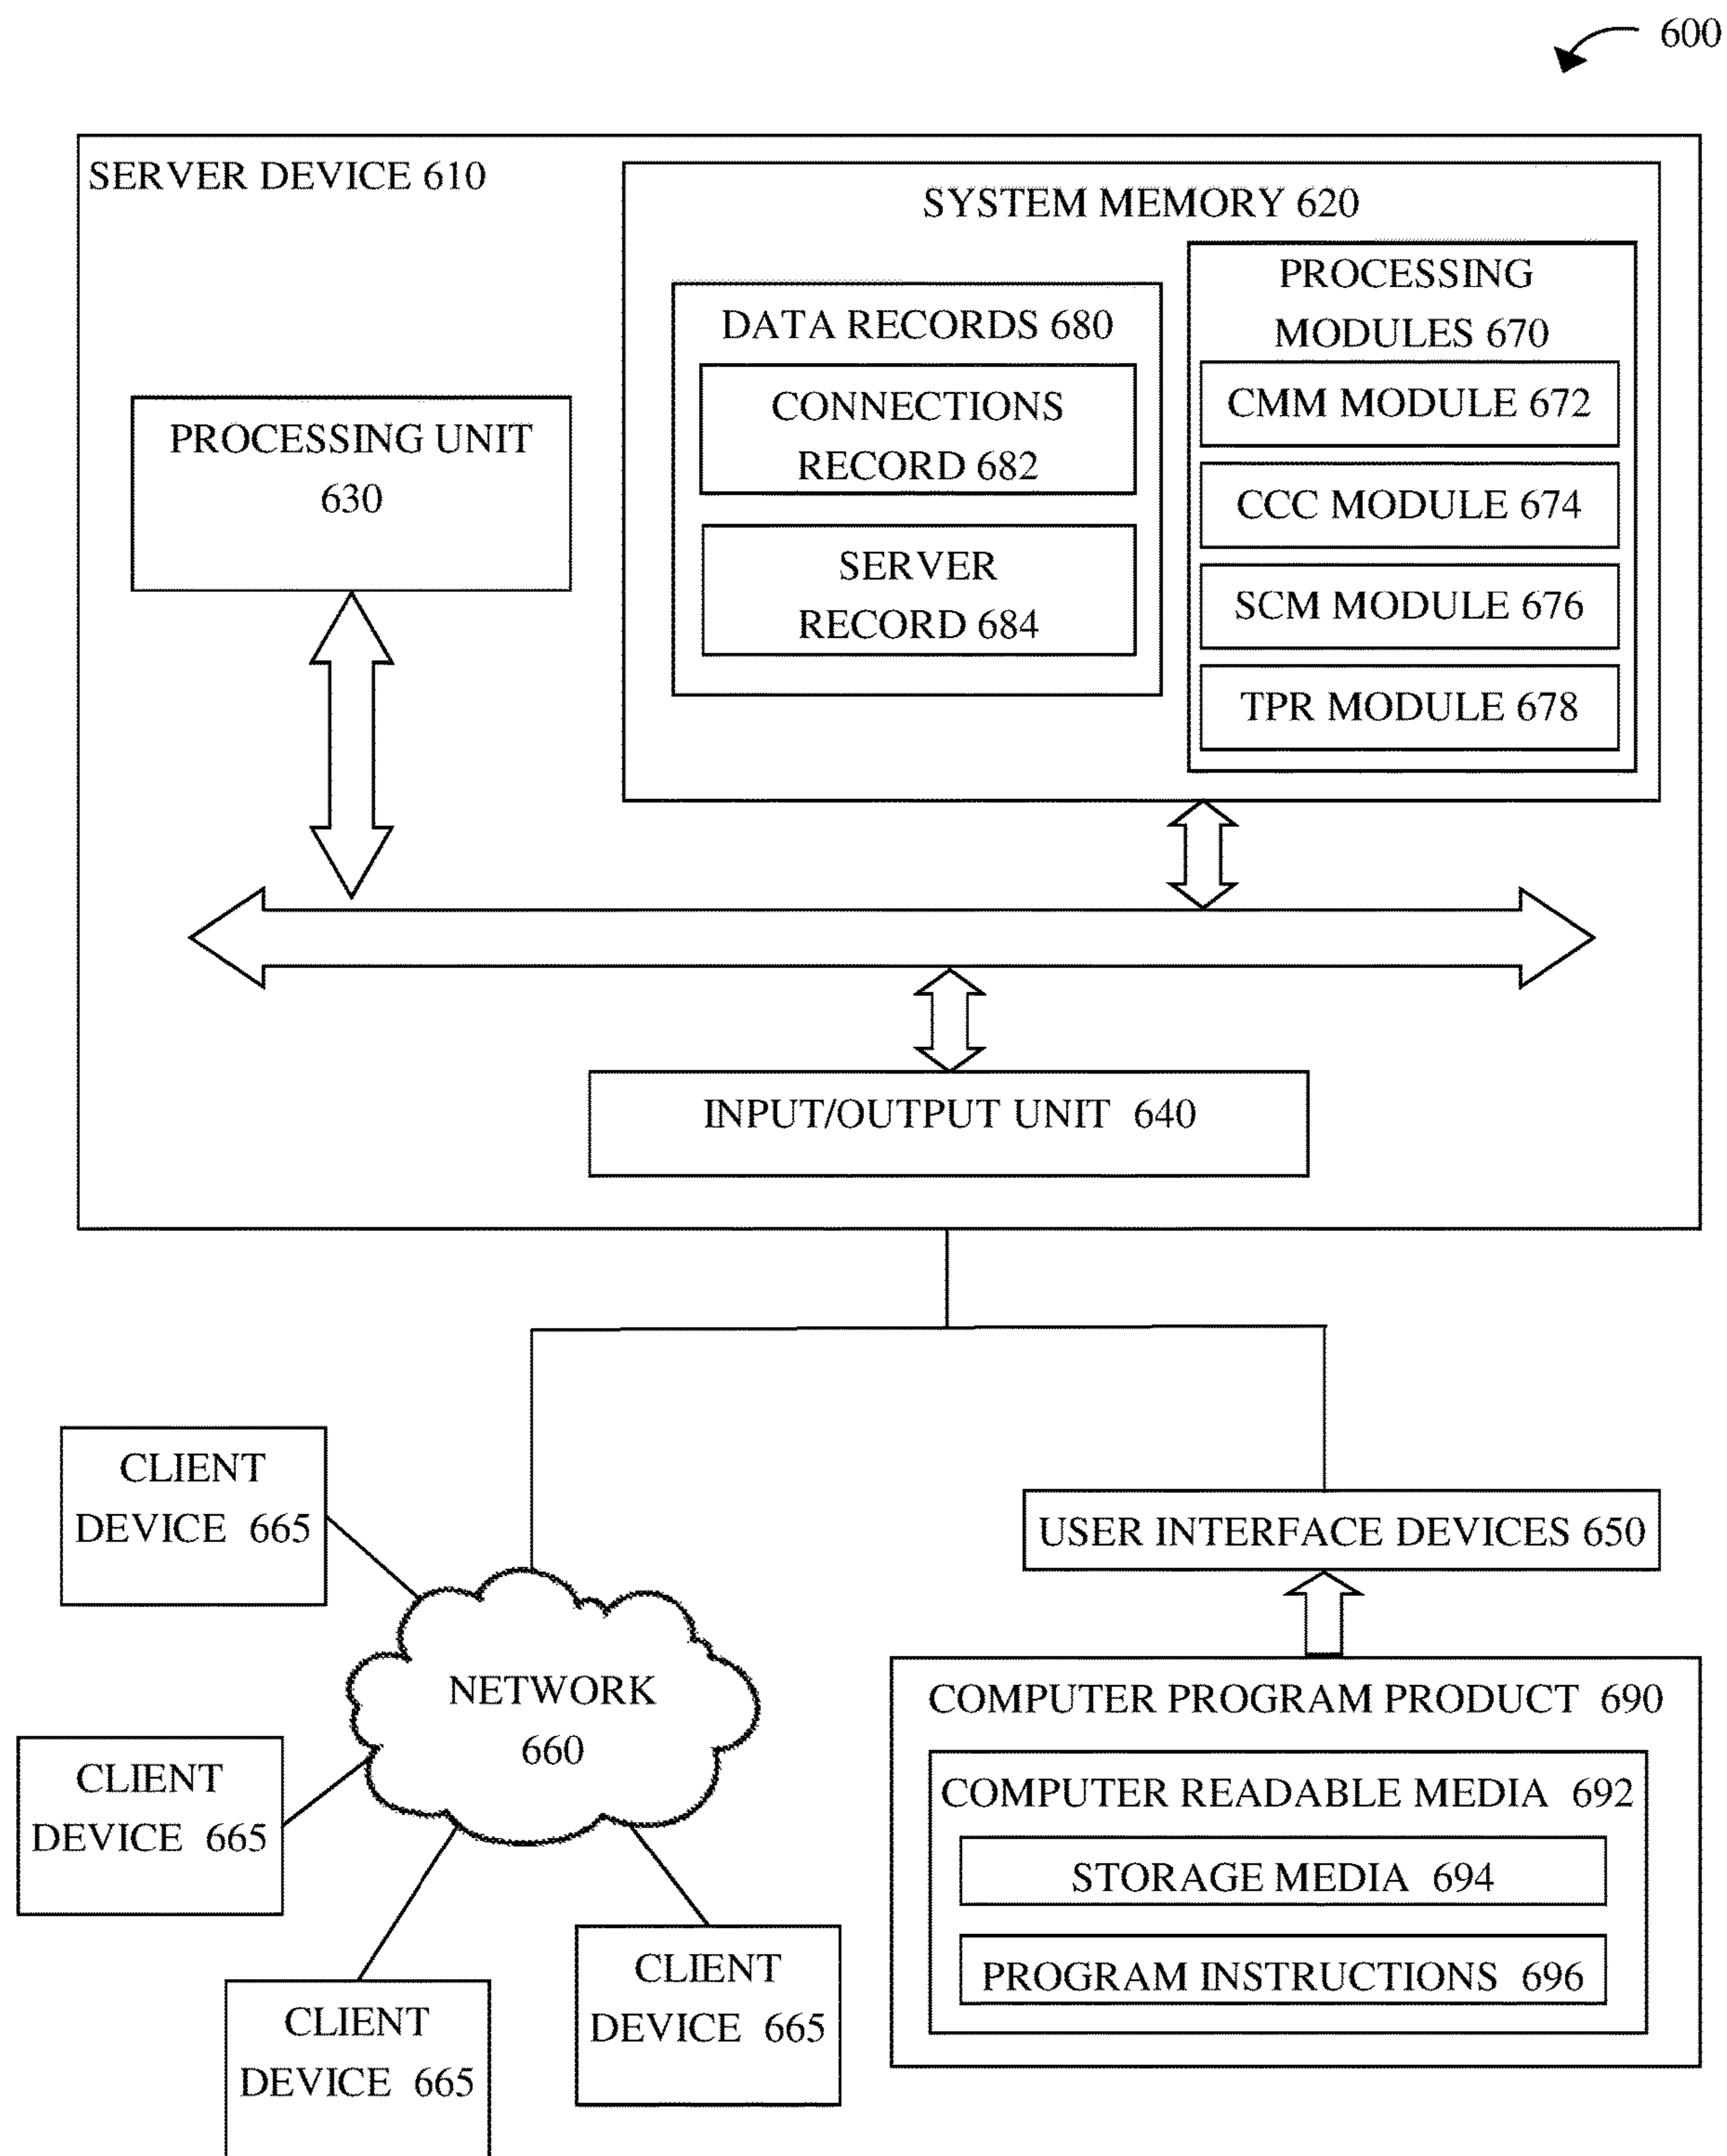 600
SERVER DEVICE 610
SYSTEM MEMORY 620
DATA RECORDS 680
CONNECTIONS
RECORD 682
SERVER
RECORD 684
PROCESSING
MODULES 670
CMM MODULE 672
CCC MODULE 674
SCM MODULE 676
TPR MODULE 678
PROCESSING UNIT
630
INPUT/OUTPUT UNIT 640
CLIENT
DEVICE 665
CLIENT
DEVICE 665
CLIENT
DEVICE 665
CLIENT
DEVICE 665
NETWORK
660
USER INTERFACE DEVICES 650
COMPUTER PROGRAM PRODUCT 690
COMPUTER READABLE MEDIA 692
STORAGE MEDIA 694
PROGRAM INSTRUCTIONS 696